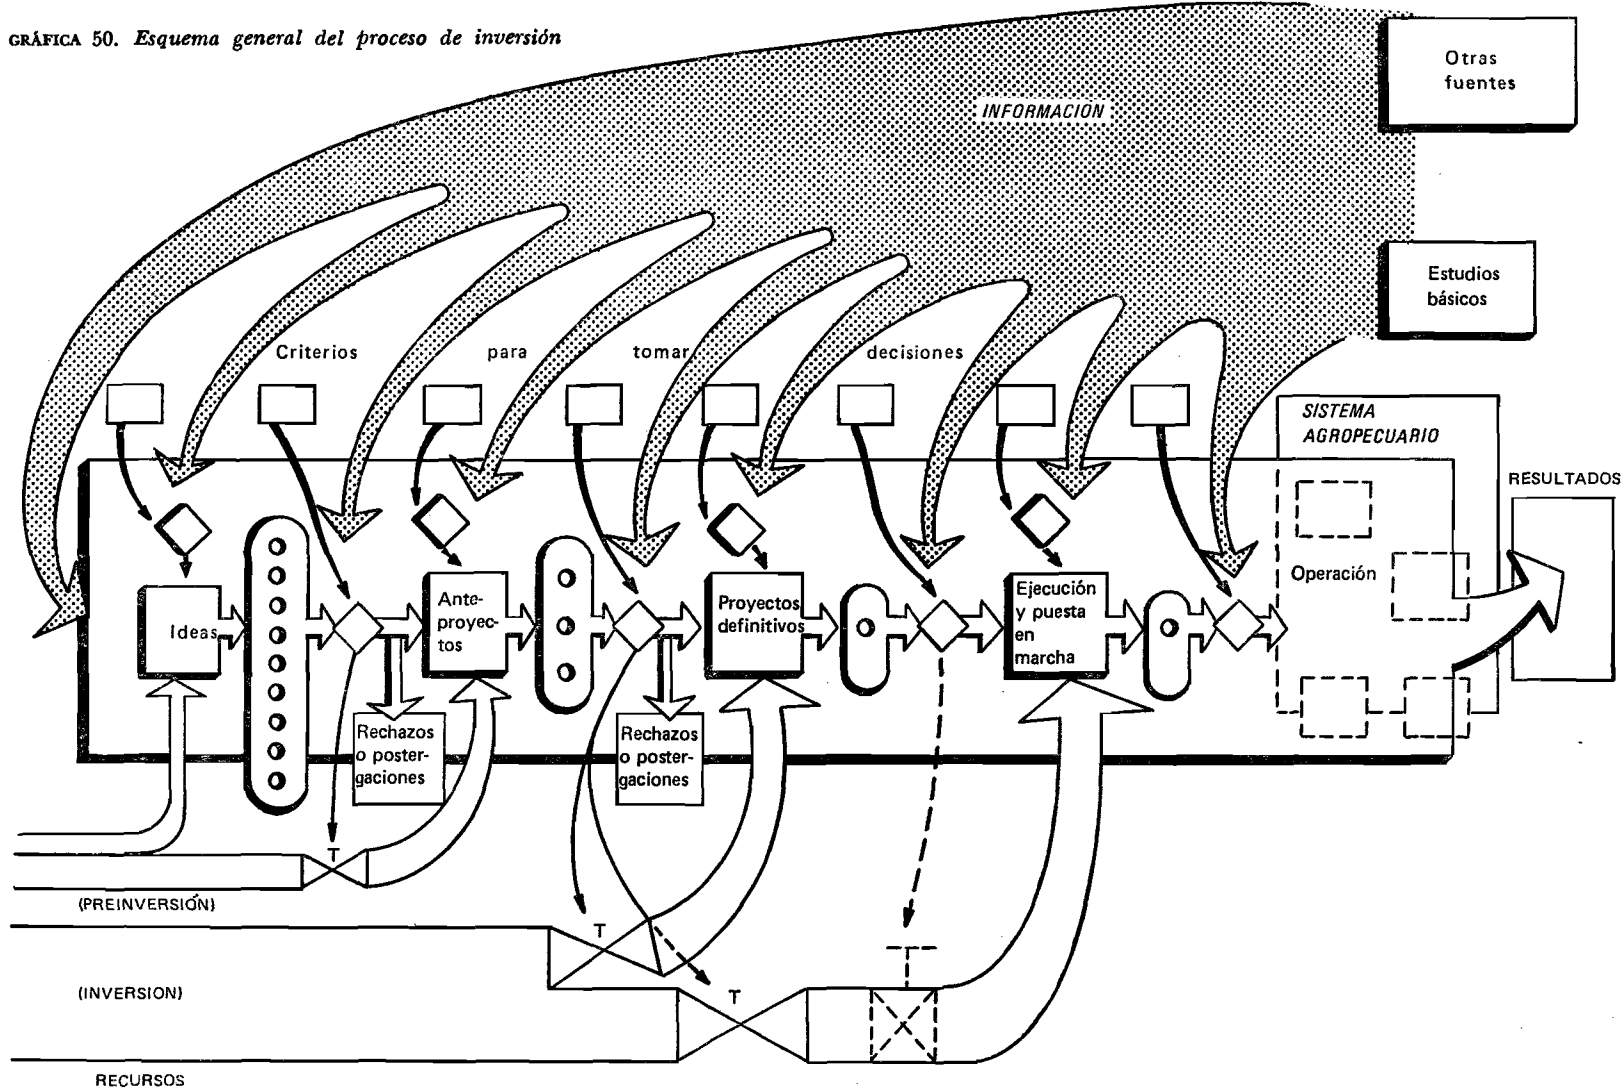 GRÁFICA 50. Esquema general del proceso de inversión
Otras
fuentes
INFORMACION
Estudios
básicos
Criterios para tomar decisiones
SISTEMA
AGROPECUARIO
RESULTADOS
Ideas
Ante-
proyec-
tos
Proyectos
definitivos
Ejecución
y puesta
en
marcha
Operación
Rechazos
o poster-
gaciones
Rechazos
o poster-
gaciones
T
(PREINVERSIÓN)
T
T
T
(INVERSION)
RECURSOS